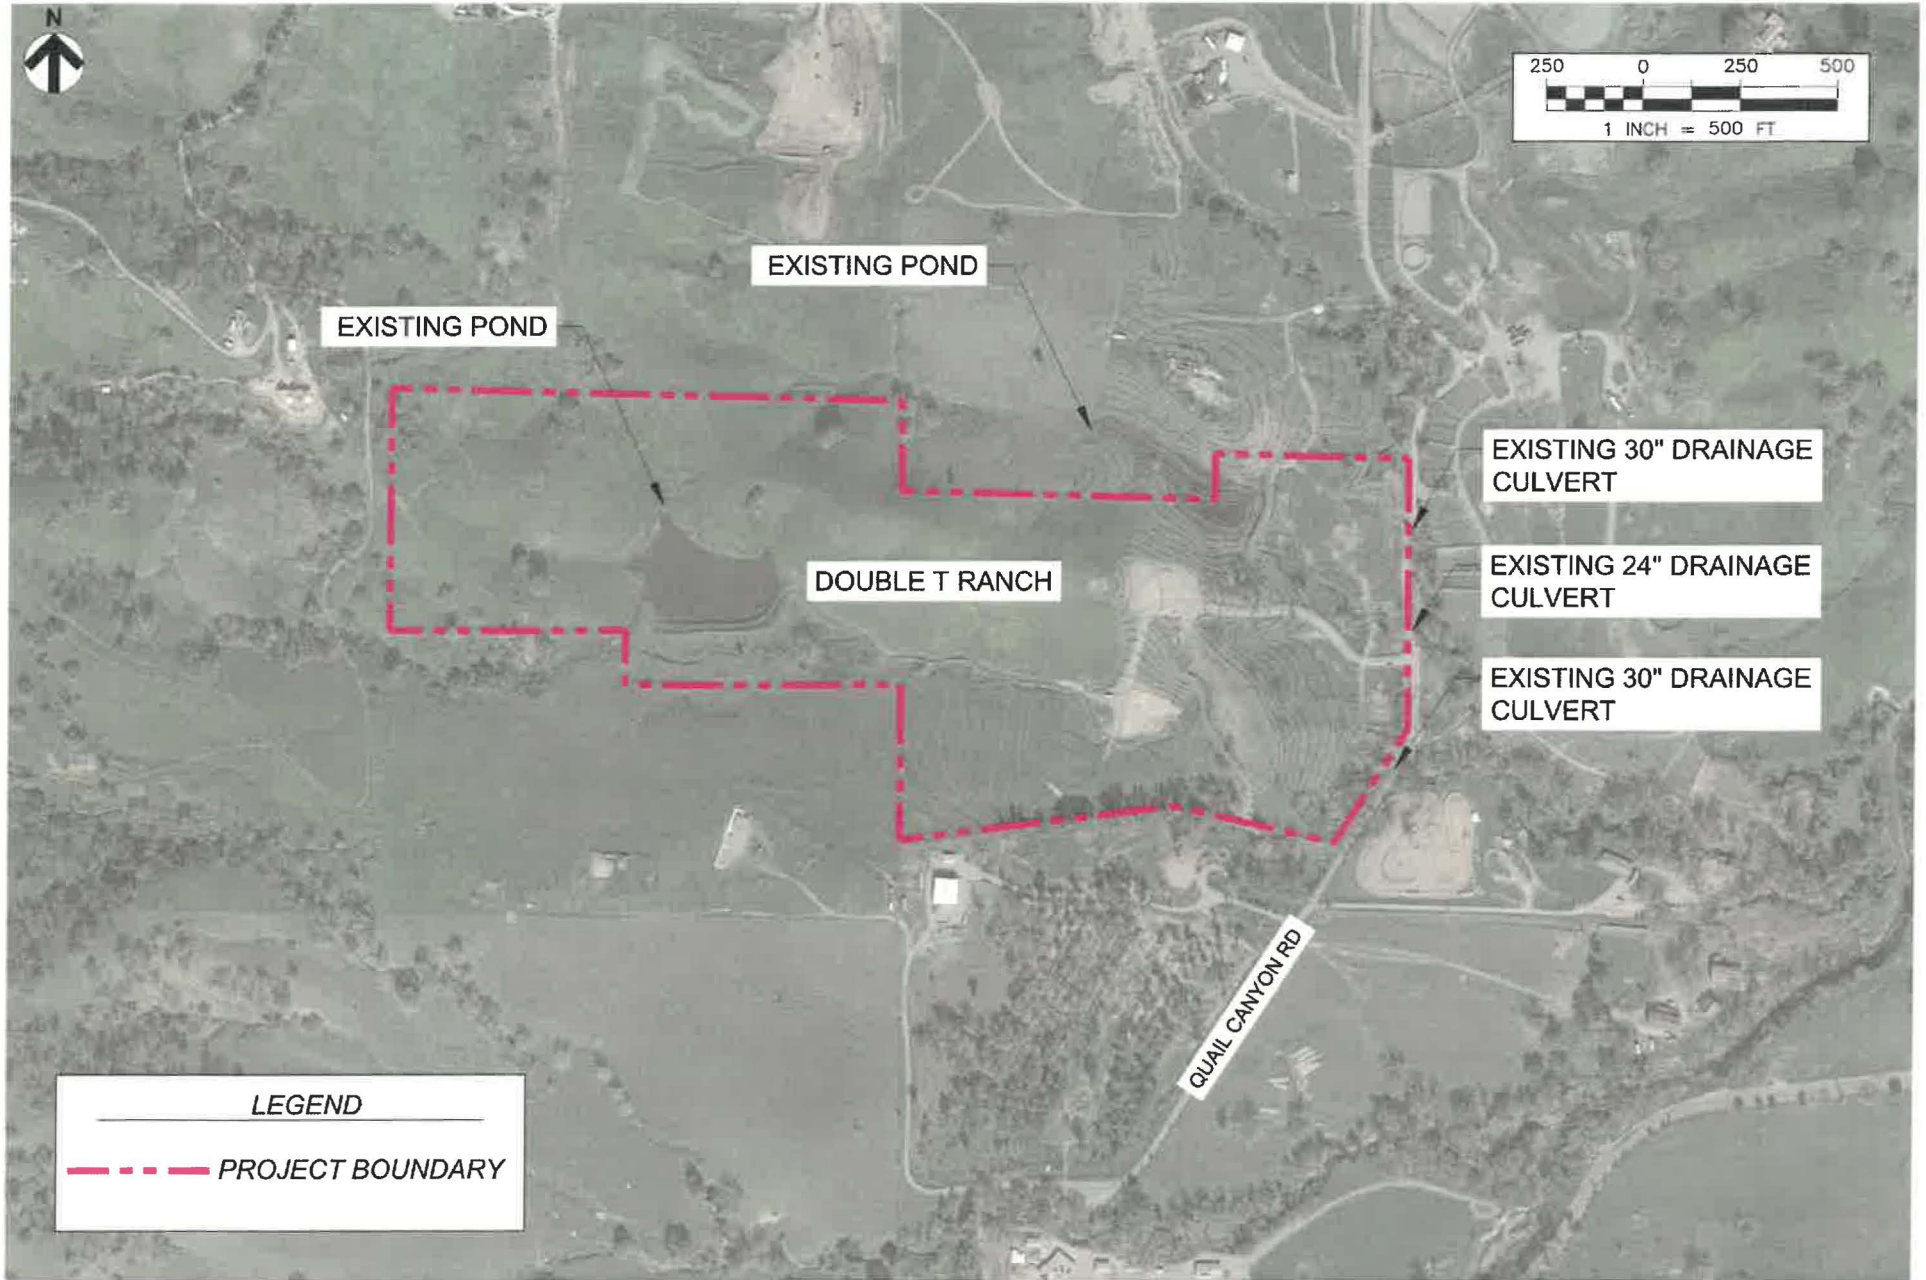 N
250 0 250 500
1 INCH = 500 FT
EXISTING POND
EXISTING POND
EXISTING 30" DRAINAGE
CULVERT
DOUBLE T RANCH
EXISTING 24" DRAINAGE
CULVERT
EXISTING 30" DRAINAGE
CULVERT
QUAIL CANYON RD
LEGEND
PROJECT BOUNDARY